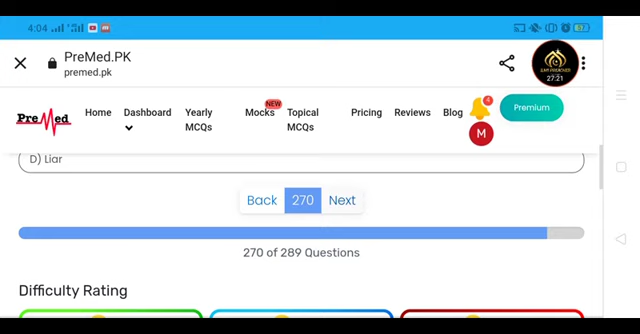 4:04
PreMed.PK
premed.pk
27:21
PreMed
Home
Dashboard
Yearly MCQs
Mocks
NEW
Topical MCQs
Pricing
Reviews
Blog
4
M
Premium
D) Liar
Back 270 Next
270 of 289 Questions
Difficulty Rating